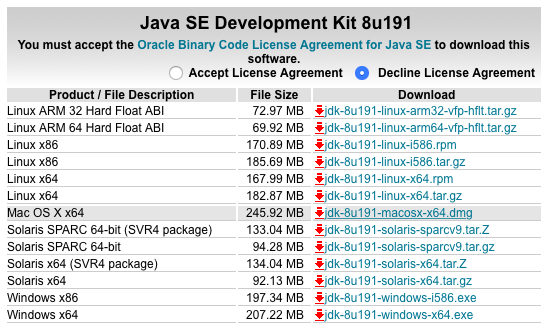 Java SE Development Kit 8u191
You must accept the Oracle Binary Code License Agreement for Java SE to download this
software.
Accept License Agreement Decline License Agreement
Product / File Description File Size Download
Linux ARM 32 Hard Float ABI 72.97 MB jdk-8u191-linux-arm32-vfp-hflt.tar.gz
Linux ARM 64 Hard Float ABI 69.92 MB jdk-8u191-linux-arm64-vfp-hflt.tar.gz
Linux x86 170.89 MB jdk-8u191-linux-i586.rpm
Linux x86 185.69 MB jdk-8u191-linux-i586.tar.gz
Linux x64 167.99 MB jdk-8u191-linux-x64.rpm
Linux x64 182.87 MB jdk-8u191-linux-x64.tar.gz
Mac OS X x64 245.92 MB jdk-8u191-macosx-x64.dmg
Solaris SPARC 64-bit (SVR4 package) 133.04 MB jdk-8u191-solaris-sparcv9.tar.Z
Solaris SPARC 64-bit 94.28 MB jdk-8u191-solaris-sparcv9.tar.gz
Solaris x64 (SVR4 package) 134.04 MB jdk-8u191-solaris-x64.tar.Z
Solaris x64 92.13 MB jdk-8u191-solaris-x64.tar.gz
Windows x86 197.34 MB jdk-8u191-windows-i586.exe
Windows x64 207.22 MB jdk-8u191-windows-x64.exe